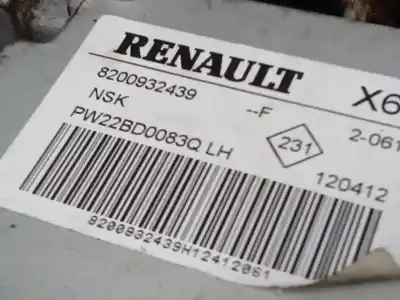 RENAULT X6
8200932439 --F 2-061
NSK 231
PW22BD0083Q LH 120412
8200932439H12412061